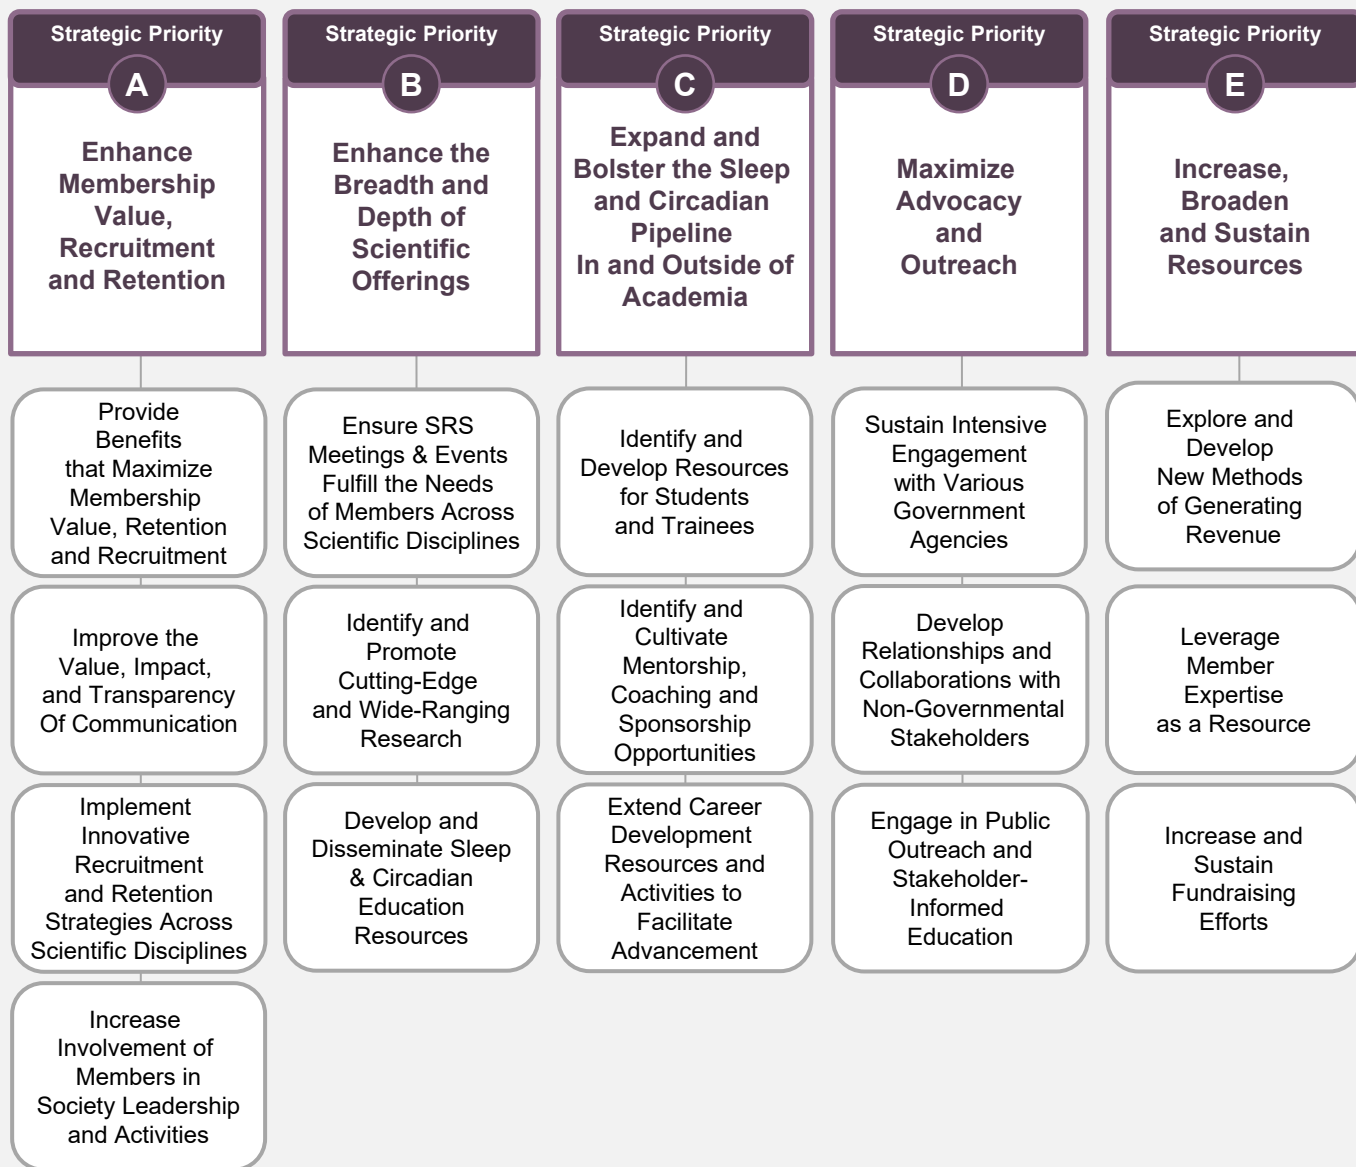 Strategic Priority
A
Enhance
Membership
Value,
Recruitment
and Retention
Provide
Benefits
that Maximize
Membership
Value, Retention
and Recruitment
Improve the
Value, Impact,
and Transparency
Of Communication
Implement
Innovative
Recruitment
and Retention
Strategies Across
Scientific Disciplines
Increase
Involvement of
Members in
Society Leadership
and Activities
Strategic Priority
B
Enhance the
Breadth and
Depth of
Scientific
Offerings
Ensure SRS
Meetings & Events
Fulfill the Needs
of Members Across
Scientific Disciplines
Identify and
Promote
Cutting-Edge
and Wide-Ranging
Research
Develop and
Disseminate Sleep
& Circadian
Education
Resources
Strategic Priority
C
Expand and
Bolster the Sleep
and Circadian
Pipeline
In and Outside of
Academia
Identify and
Develop Resources
for Students
and Trainees
Identify and
Cultivate
Mentorship,
Coaching and
Sponsorship
Opportunities
Extend Career
Development
Resources and
Activities to
Facilitate
Advancement
Strategic Priority
D
Maximize
Advocacy
and
Outreach
Sustain Intensive
Engagement
with Various
Government
Agencies
Develop
Relationships and
Collaborations with
Non-Governmental
Stakeholders
Engage in Public
Outreach and
Stakeholder-
Informed
Education
Strategic Priority
E
Increase,
Broaden
and Sustain
Resources
Explore and
Develop
New Methods
of Generating
Revenue
Leverage
Member
Expertise
as a Resource
Increase and
Sustain
Fundraising
Efforts